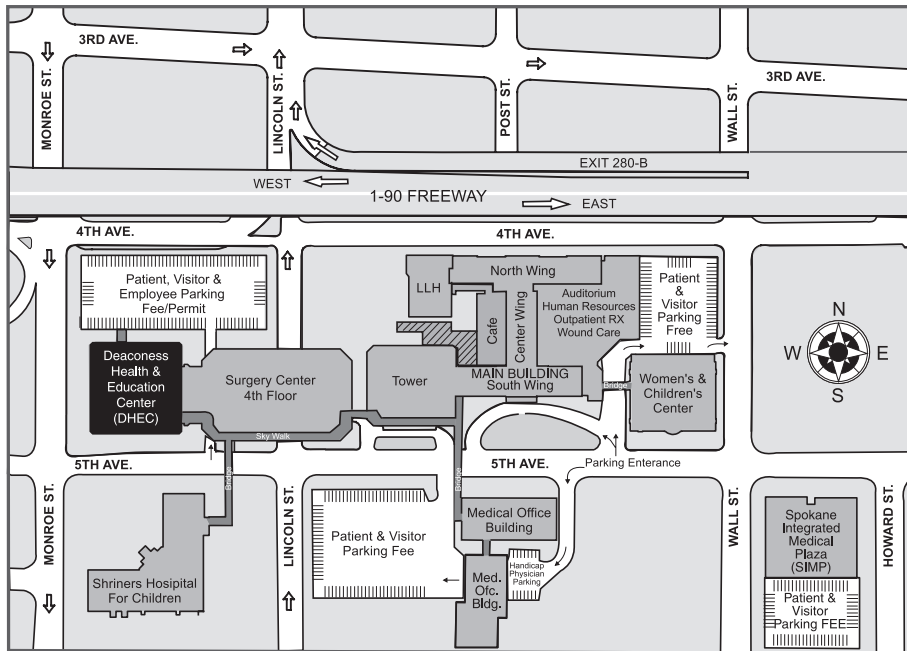 3RD AVE.
3RD AVE.
MONROE ST.
LINCOLN ST.
POST ST.
WALL ST.
EXIT 280-B
WEST
1-90 FREEWAY
EAST
4TH AVE.
4TH AVE.
Patient, Visitor &
Employee Parking
Fee/Permit
LLH
North Wing
Cafe
Center Wing
Auditorium
Human Resources
Outpatient RX
Wound Care
Patient
&
Visitor
Parking
Free
N
W
E
S
Deaconess
Health &
Education
Center
(DHEC)
Surgery Center
4th Floor
Tower
MAIN BUILDING
South Wing
Bridge
Women's &
Children's
Center
Sky Walk
5TH AVE.
5TH AVE.
Parking Enterance
Bridge
Bridge
MONROE ST.
LINCOLN ST.
WALL ST.
HOWARD ST.
Shriners Hospital
For Children
Patient & Visitor
Parking Fee
Medical Office
Building
Med.
Ofc.
Bldg.
Handicap
Physician
Parking
Spokane
Integrated
Medical
Plaza
(SIMP)
Patient &
Visitor
Parking FEE